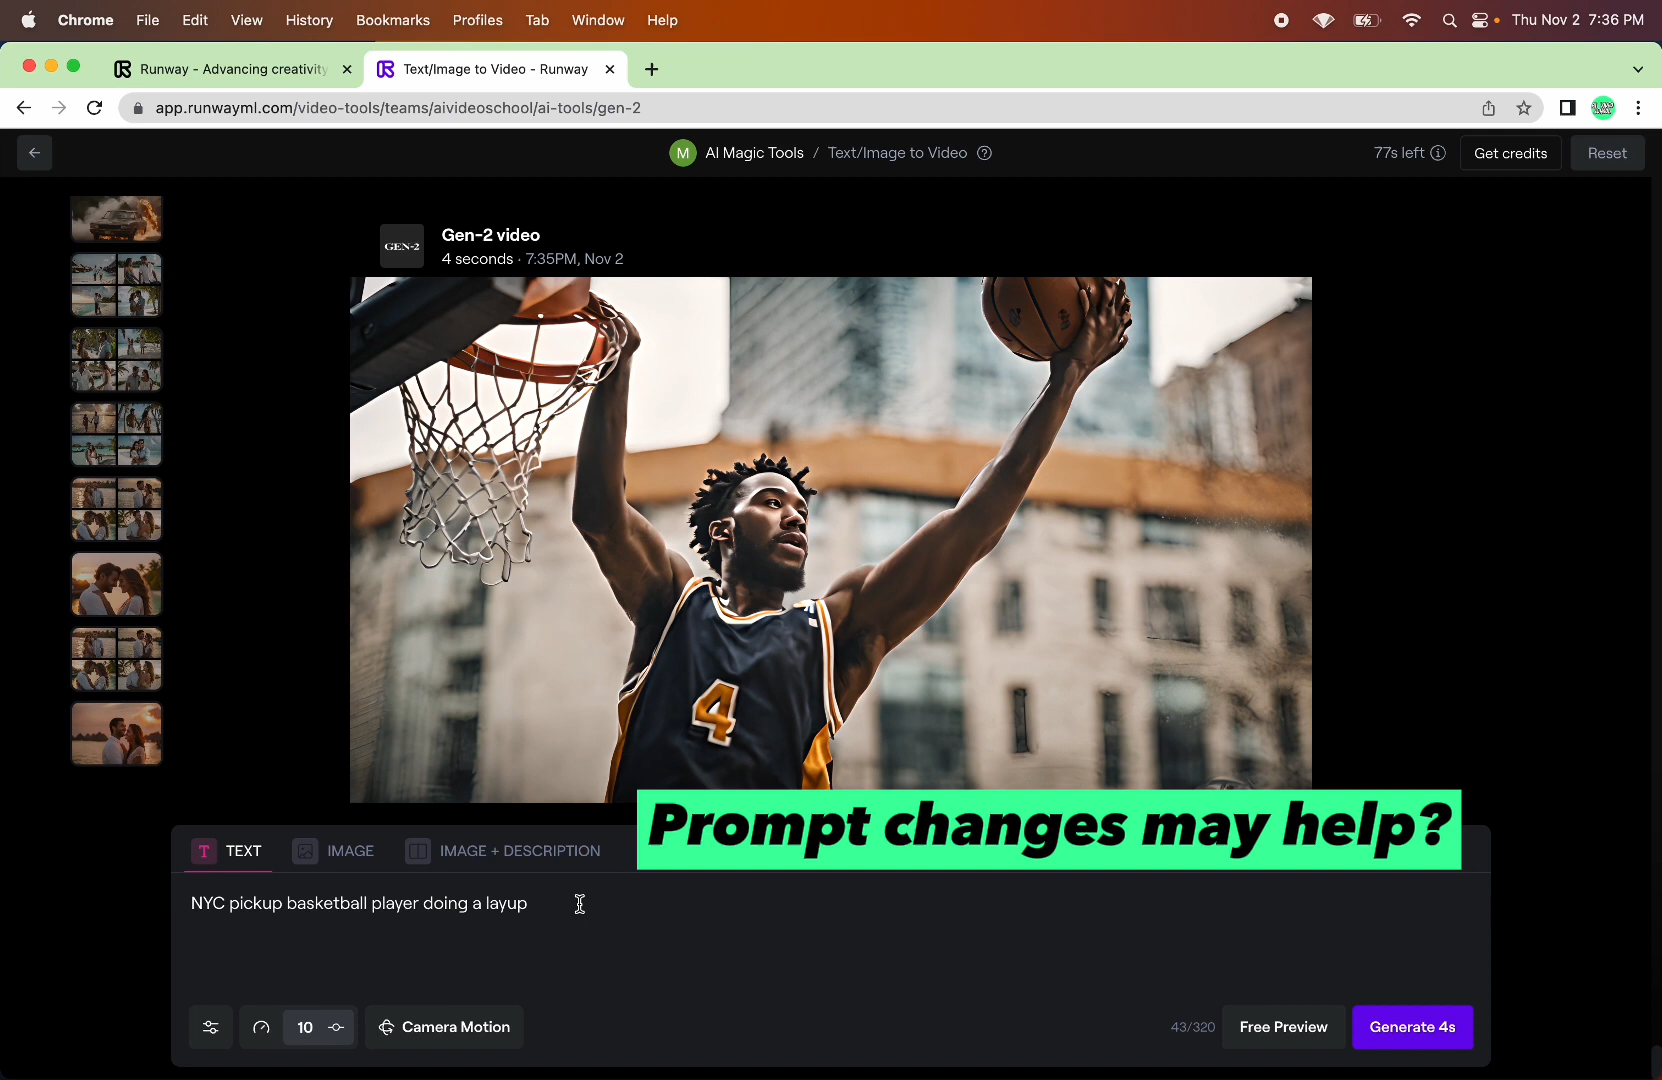 Chrome File Edit View History Bookmarks Profiles Tab Window Help Thu Nov 2 7:36 PM
Runway - Advancing creativity
Text/Image to Video - Runway
app.runwayml.com/video-tools/teams/aivideoschool/ai-tools/gen-2
M AI Magic Tools / Text/Image to Video ?
77s left
Get credits
Reset
GEN-2
Gen-2 video
4 seconds · 7:35PM, Nov 2
4
Prompt changes may help?
T TEXT IMAGE IMAGE + DESCRIPTION
NYC pickup basketball player doing a layup
10 Camera Motion 43/320 Free Preview Generate 4s